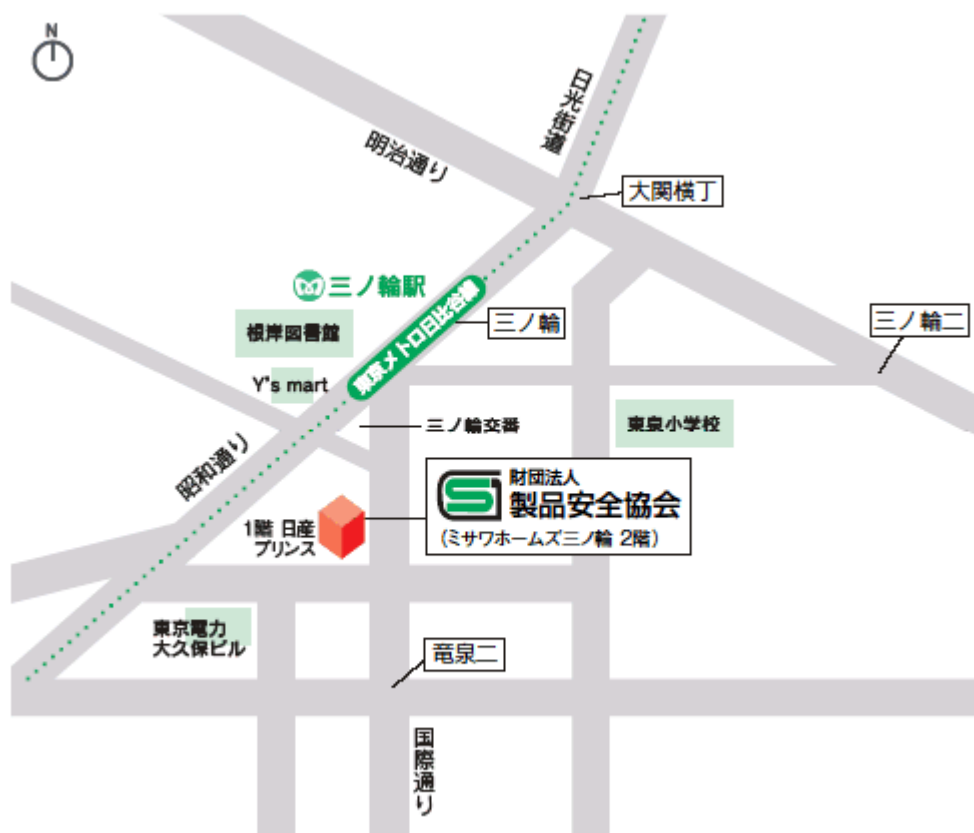 N
日光街道
明治通り
大関横丁
三ノ輪駅
東京メトロ日比谷線
三ノ輪
三ノ輪二
根岸図書館
Y's mart
三ノ輪交番
東泉小学校
昭和通り
財団法人
製品安全協会
(ミサワホームズ三ノ輪 2階)
1階 日産
プリンス
東京電力
大久保ビル
竜泉二
国際通り